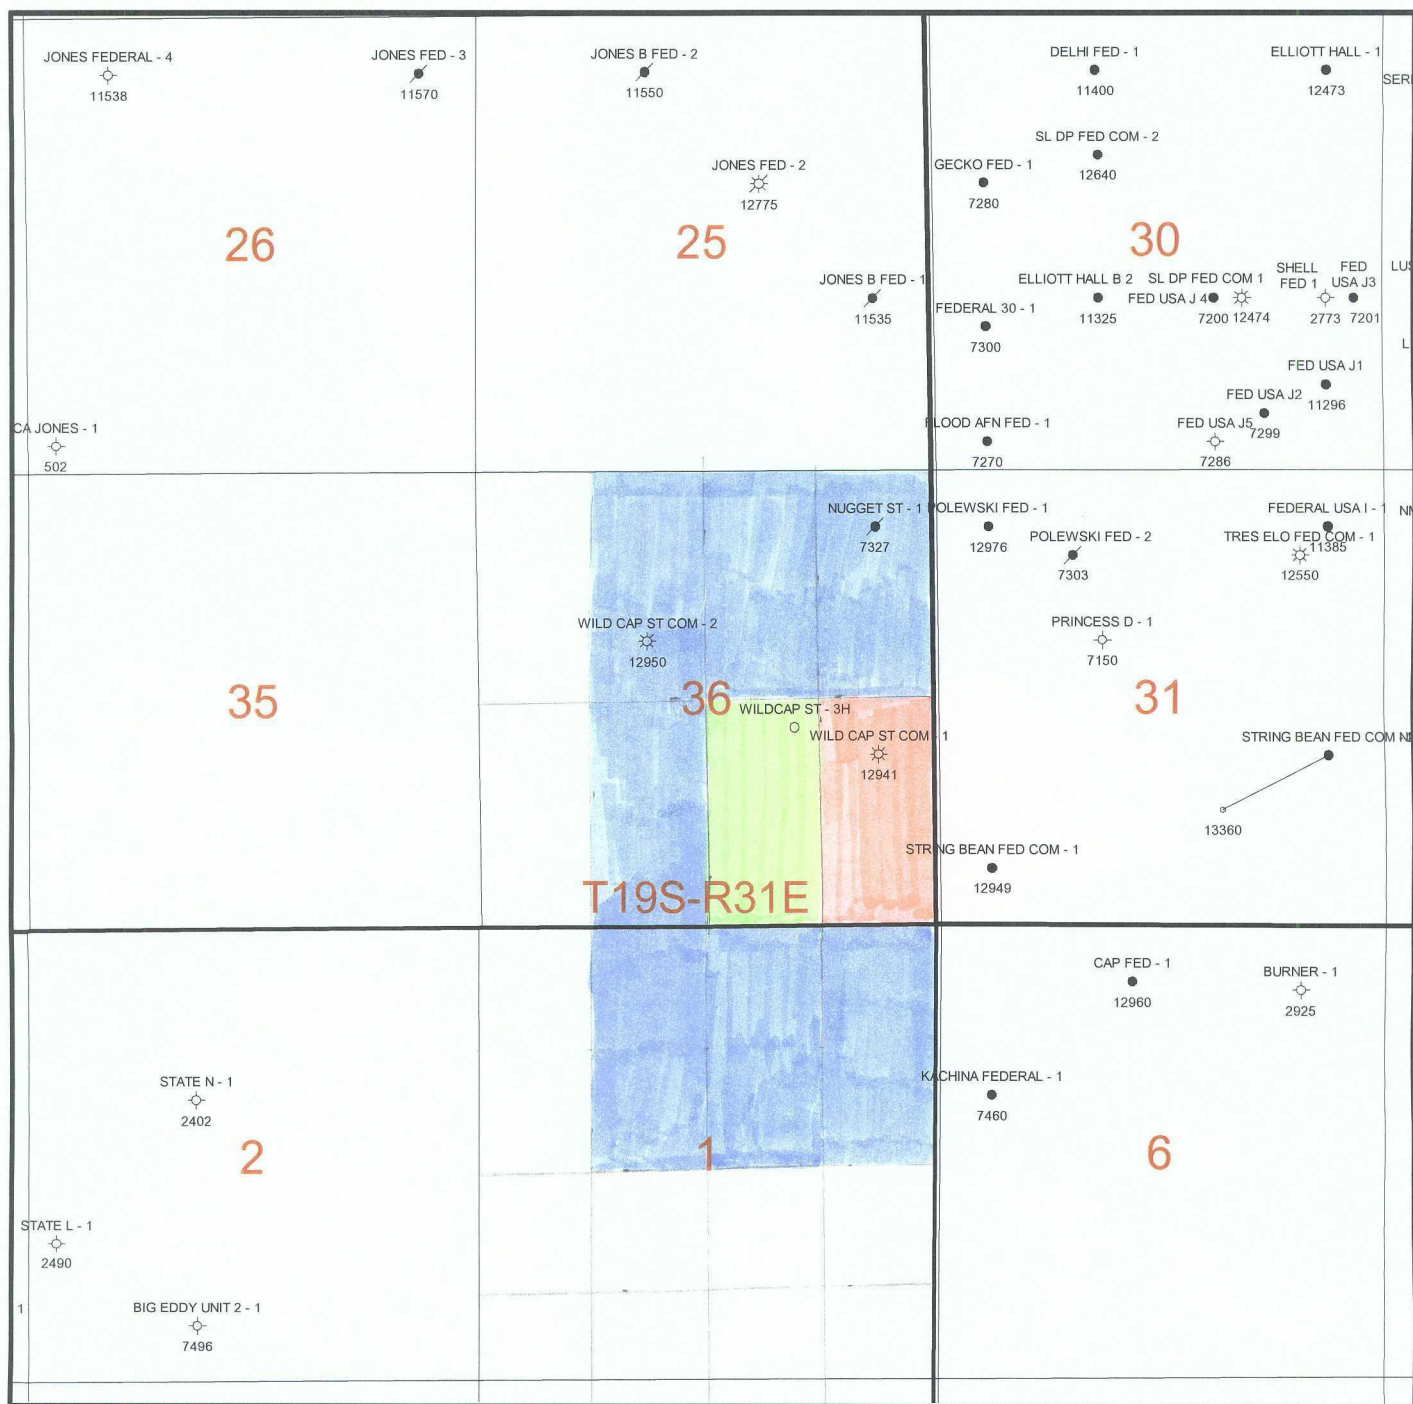 JONES FEDERAL - 4
11538
JONES FED - 3
11570
JONES B FED - 2
11550
JONES FED - 2
12775
JONES B FED - 1
11535
26
25
CA JONES - 1
502
DELHI FED - 1
11400
ELLIOTT HALL - 1
12473
SERI
SL DP FED COM - 2
12640
GECKO FED - 1
7280
30
ELLIOTT HALL B 2
11325
SL DP FED COM 1
12474
FED USA J 4
7200
SHELL
FED 1
2773
FED
USA J3
7201
LUS
FEDERAL 30 - 1
7300
L
FED USA J1
11296
FED USA J2
7299
FED USA J5
7286
FLOOD AFN FED - 1
7270
NUGGET ST - 1
7327
POLEWSKI FED - 1
12976
POLEWSKI FED - 2
7303
FEDERAL USA I - 1
11385
TRES ELO FED COM - 1
12550
PRINCESS D - 1
7150
WILD CAP ST COM - 2
12950
35
36
31
WILDCAP ST - 3H
WILD CAP ST COM - 1
12941
STRING BEAN FED COM
13360
STRING BEAN FED COM - 1
12949
T19S-R31E
CAP FED - 1
12960
BURNER - 1
2925
STATE N - 1
2402
KACHINA FEDERAL - 1
7460
2
1
6
STATE L - 1
2490
1
BIG EDDY UNIT 2 - 1
7496